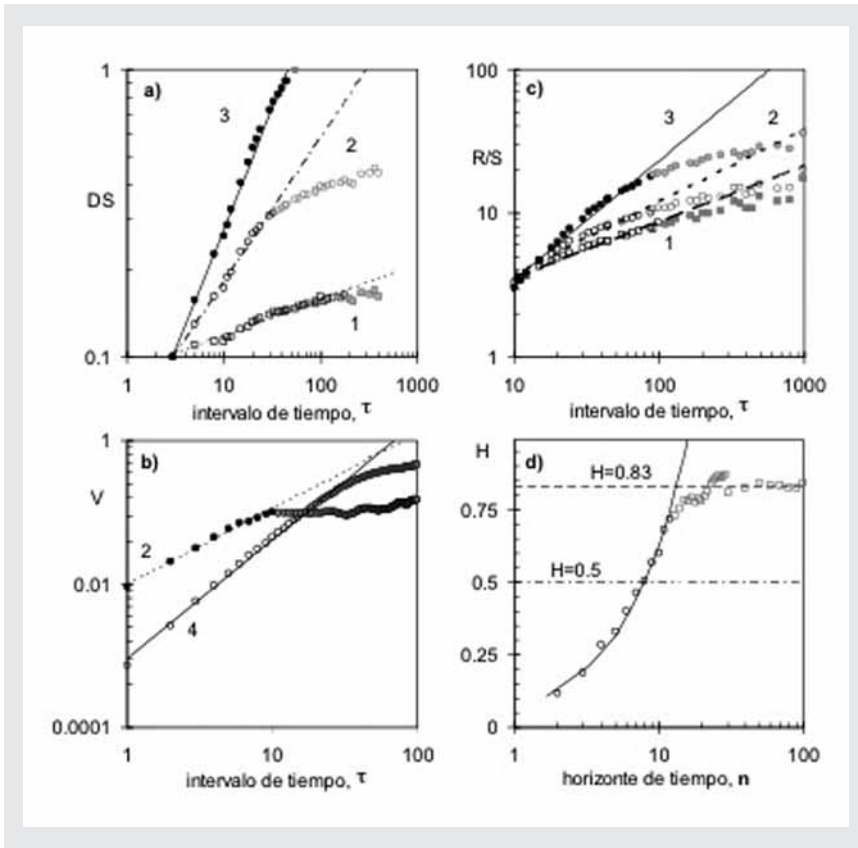 a)
1
0.1
DS
3
2
1
1 10 100 1000
intervalo de tiempo, τ
c)
100
10
1
R/S
3
2
1
10 100 1000
intervalo de tiempo, τ
b)
1
0.01
0.0001
V
2
4
1 10 100
intervalo de tiempo, τ
d)
H
0.75
0.5
0.25
0
H=0.83
H=0.5
1 10 100
horizonte de tiempo, n